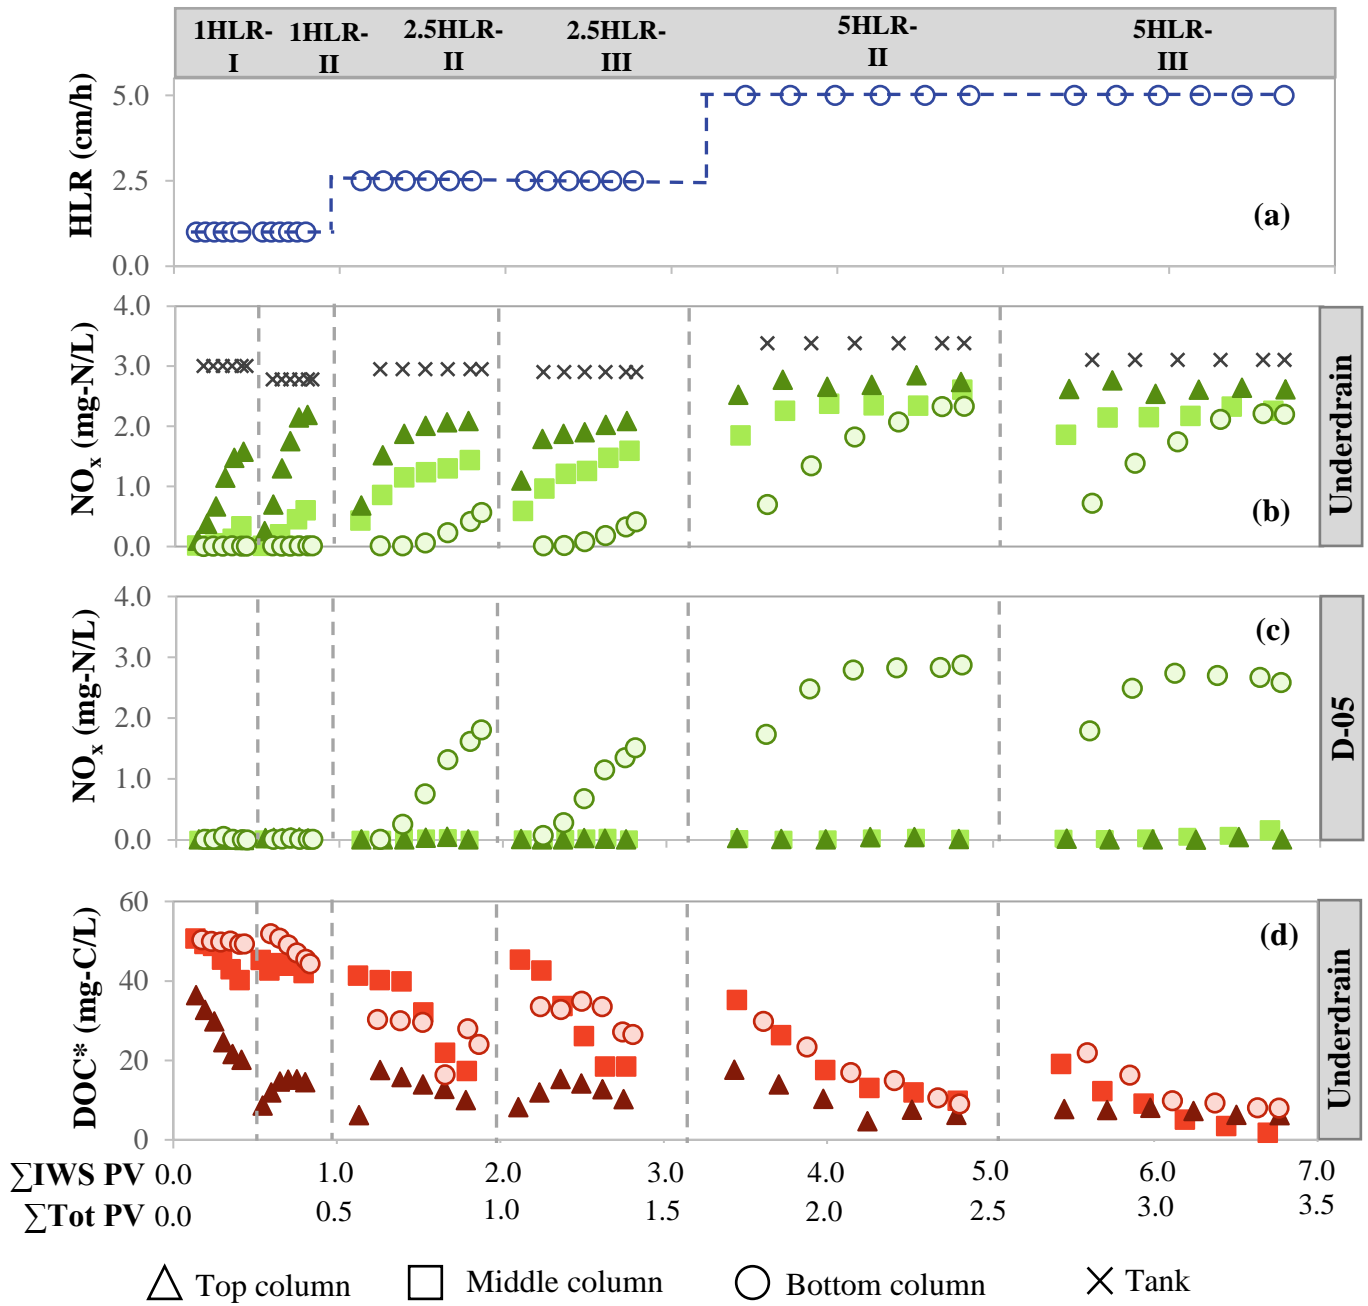 1HLR-
I
1HLR-
II
2.5HLR-
II
2.5HLR-
III
5HLR-
II
5HLR-
III
HLR (cm/h)
5.0
2.5
0.0
(a)
NOx (mg-N/L)
4.0
3.0
2.0
1.0
0.0
(b)
Underdrain
NOx (mg-N/L)
4.0
3.0
2.0
1.0
0.0
(c)
D-05
DOC* (mg-C/L)
60
40
20
0
(d)
Underdrain
∑IWS PV 0.0 1.0 2.0 3.0 4.0 5.0 6.0 7.0
∑Tot PV 0.0 0.5 1.0 1.5 2.0 2.5 3.0 3.5
Top column Middle column Bottom column Tank